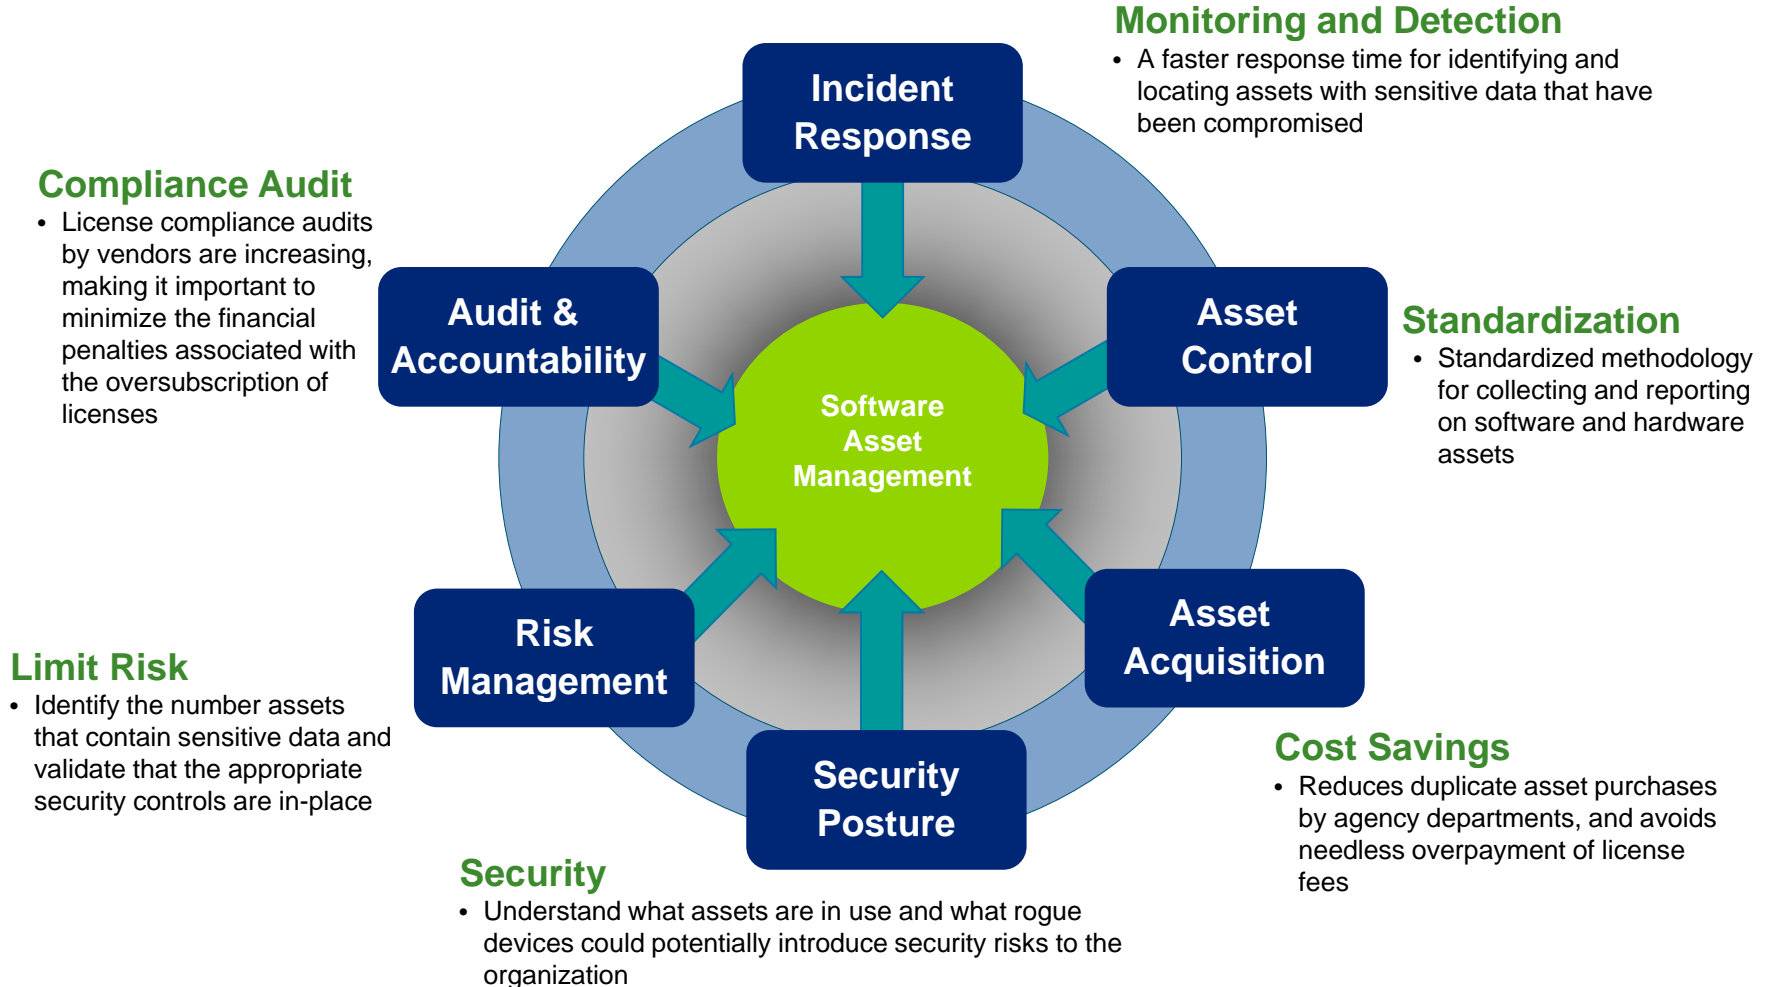 Monitoring and Detection
• A faster response time for identifying and
locating assets with sensitive data that have
been compromised
Incident
Response
Compliance Audit
• License compliance audits
by vendors are increasing,
making it important to
minimize the financial
penalties associated with
the oversubscription of
licenses
Audit &
Accountability
Asset
Control
Standardization
• Standardized methodology
for collecting and reporting
on software and hardware
assets
Software
Asset
Management
Risk
Management
Asset
Acquisition
Limit Risk
• Identify the number assets
that contain sensitive data and
validate that the appropriate
security controls are in-place
Security
Posture
Cost Savings
• Reduces duplicate asset purchases
by agency departments, and avoids
needless overpayment of license
fees
Security
• Understand what assets are in use and what rogue
devices could potentially introduce security risks to the
organization